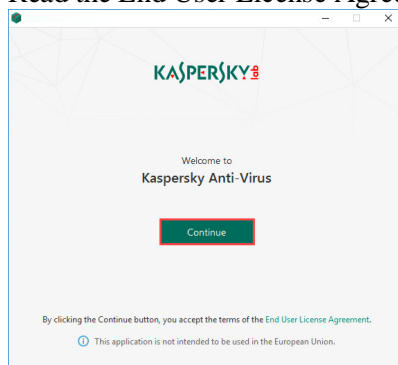 Read the End User License Agree
KASPERSKY lab
Welcome to
Kaspersky Anti-Virus
Continue
By clicking the Continue button, you accept the terms of the End User License Agreement.
This application is not intended to be used in the European Union.